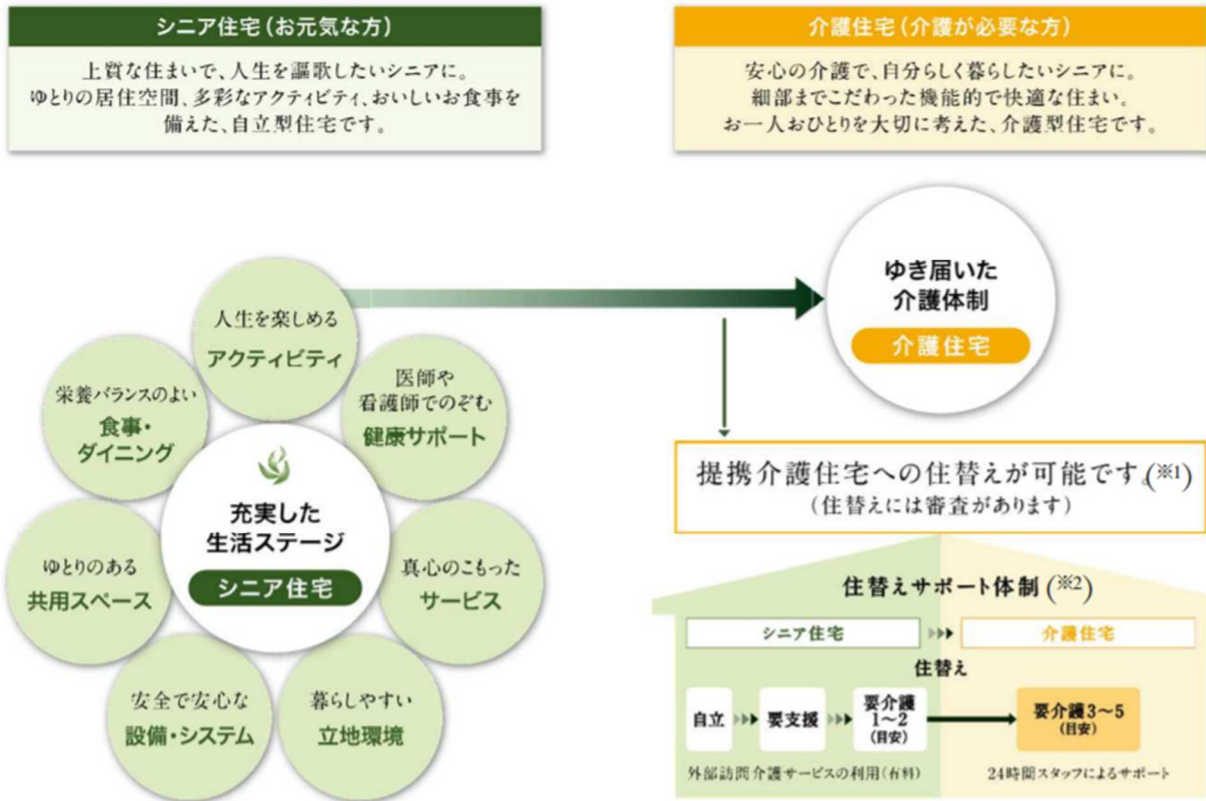 シニア住宅（お元気な方）
上質な住まいで、人生を謳歌したいシニアに。
ゆとりの居住空間、多彩なアクティビティ、おいしいお食事を
備えた、自立型住宅です。
介護住宅（介護が必要な方）
安心の介護で、自分らしく暮らしたいシニアに。
細部までこだわった機能的で快適な住まい。
お一人おひとりを大切に考えた、介護型住宅です。
人生を楽しめる
アクティビティ
医師や
看護師でのぞむ
健康サポート
真心のこもった
サービス
暮らしやすい
立地環境
安全で安心な
設備・システム
ゆとりのある
共用スペース
栄養バランスのよい
食事・
ダイニング
充実した
生活ステージ
シニア住宅
ゆき届いた
介護体制
介護住宅
提携介護住宅への住替えが可能です。(※1)
（住替えには審査があります）
住替えサポート体制(※2)
シニア住宅
介護住宅
住替え
自立
要支援
要介護
1〜2
(目安)
要介護3〜5
(目安)
外部訪問介護サービスの利用（有料）
24時間スタッフによるサポート